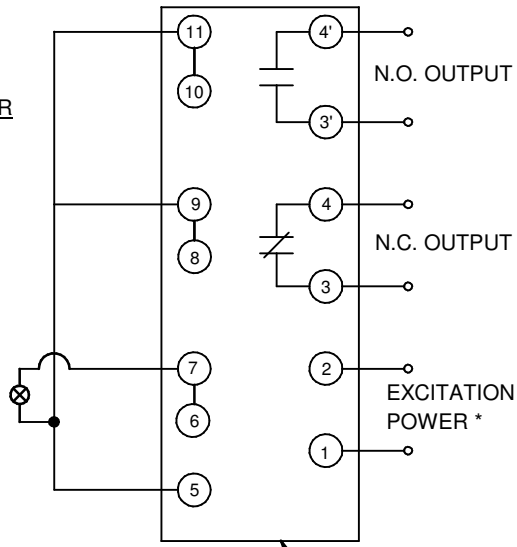 11
4'
N.O. OUTPUT
10
R
3'
9
4
N.C. OUTPUT
8
3
7
2
EXCITATION
POWER *
6
1
5